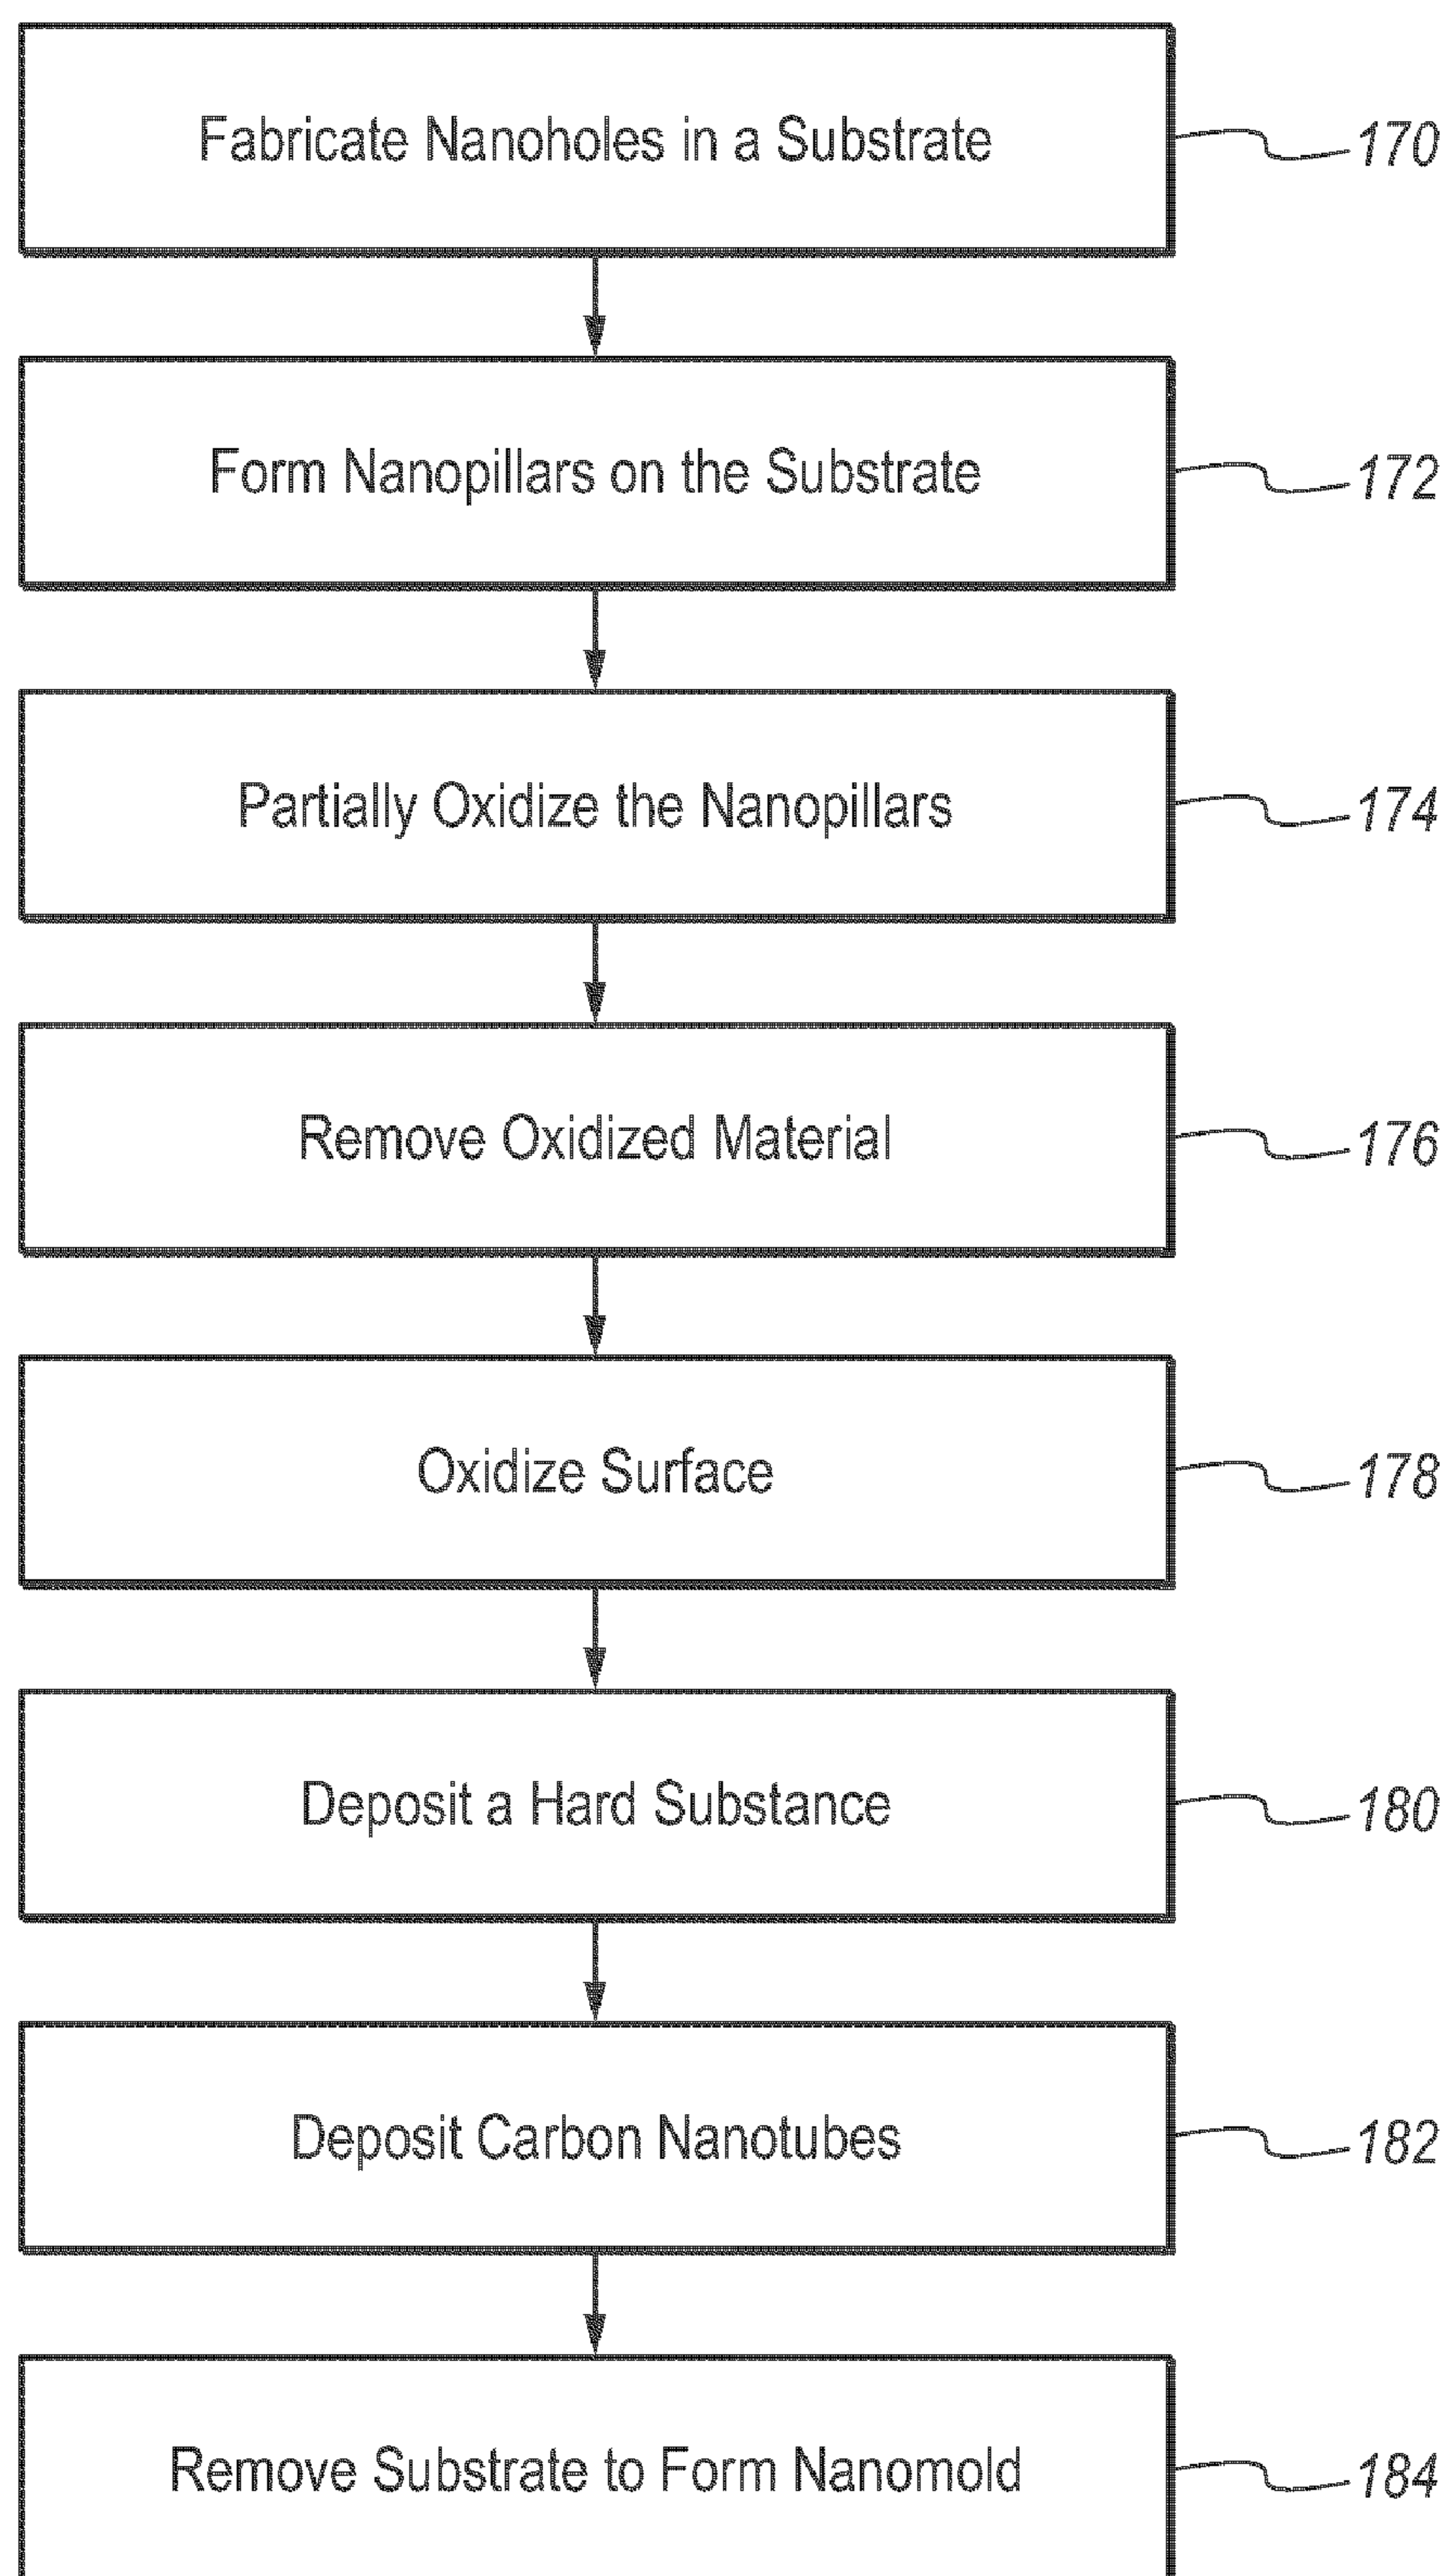 Fabricate Nanoholes in a Substrate
170
Form Nanopillars on the Substrate
172
Partially Oxidize the Nanopillars
174
Remove Oxidized Material
176
Oxidize Surface
178
Deposit a Hard Substance
180
Deposit Carbon Nanotubes
182
Remove Substrate to Form Nanomold
184